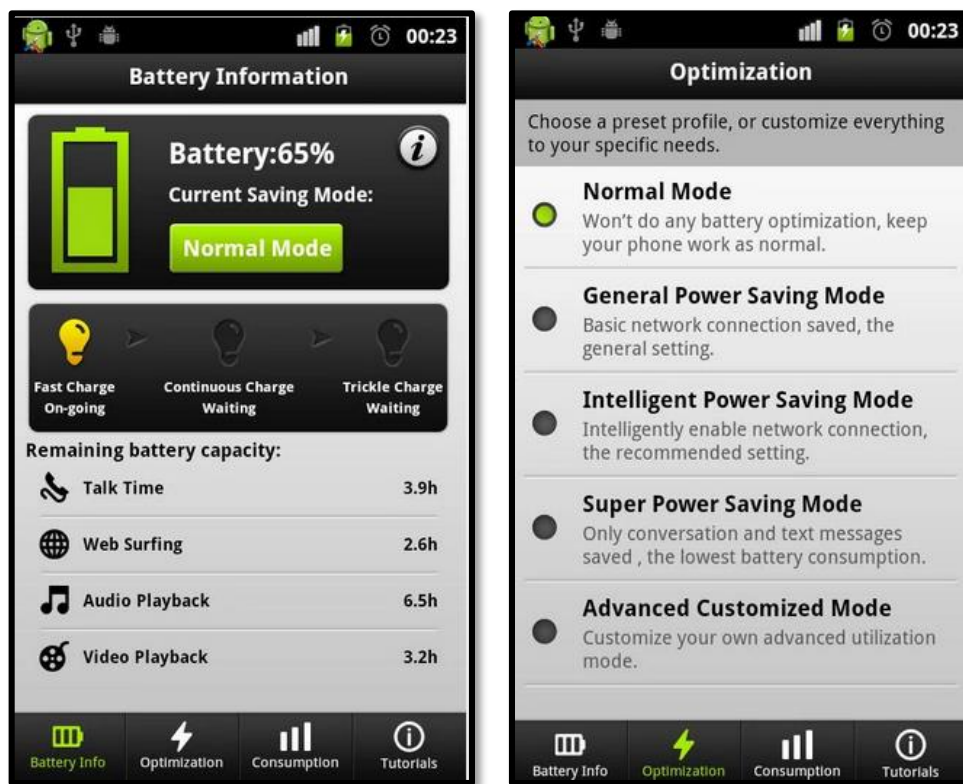 00:23
Battery Information
Battery:65%
Current Saving Mode:
Normal Mode
Fast Charge
On-going
Continuous Charge
Waiting
Trickle Charge
Waiting
Remaining battery capacity:
Talk Time 3.9h
Web Surfing 2.6h
Audio Playback 6.5h
Video Playback 3.2h
Battery Info Optimization Consumption Tutorials
00:23
Optimization
Choose a preset profile, or customize everything
to your specific needs.
Normal Mode
Won't do any battery optimization, keep
your phone work as normal.
General Power Saving Mode
Basic network connection saved, the
general setting.
Intelligent Power Saving Mode
Intelligently enable network connection,
the recommended setting.
Super Power Saving Mode
Only conversation and text messages
saved , the lowest battery consumption.
Advanced Customized Mode
Customize your own advanced utilization
mode.
Battery Info Optimization Consumption Tutorials